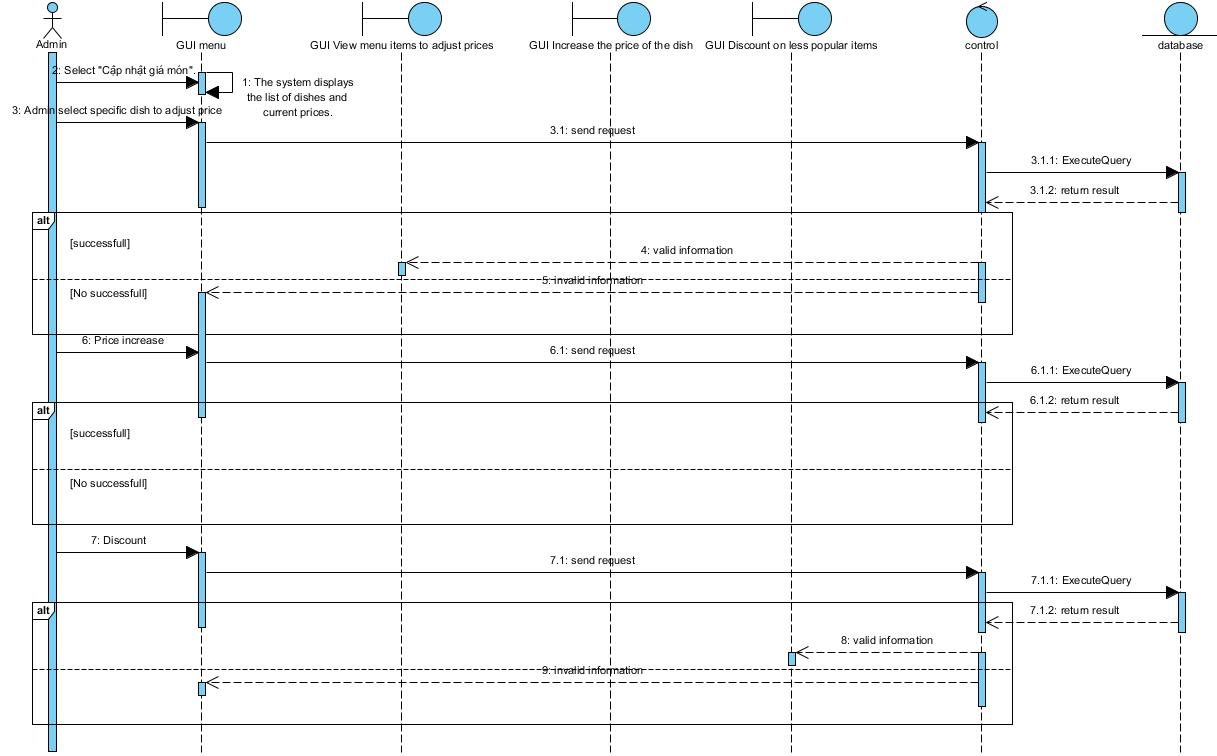 Admin
GUI menu
GUI View menu items to adjust prices
GUI Increase the price of the dish
GUI Discount on less popular items
control
database
2: Select "Cập nhật giá món".
1: The system displays
the list of dishes and
current prices.
3: Admin select specific dish to adjust price
3.1: send request
3.1.1: ExecuteQuery
3.1.2: return result
alt
[successfull]
4: valid information
5: invalid information
[No successfull]
6: Price increase
6.1: send request
6.1.1: ExecuteQuery
6.1.2: return result
alt
[successfull]
[No successfull]
7: Discount
7.1: send request
7.1.1: ExecuteQuery
7.1.2: return result
alt
8: valid information
9: invalid information